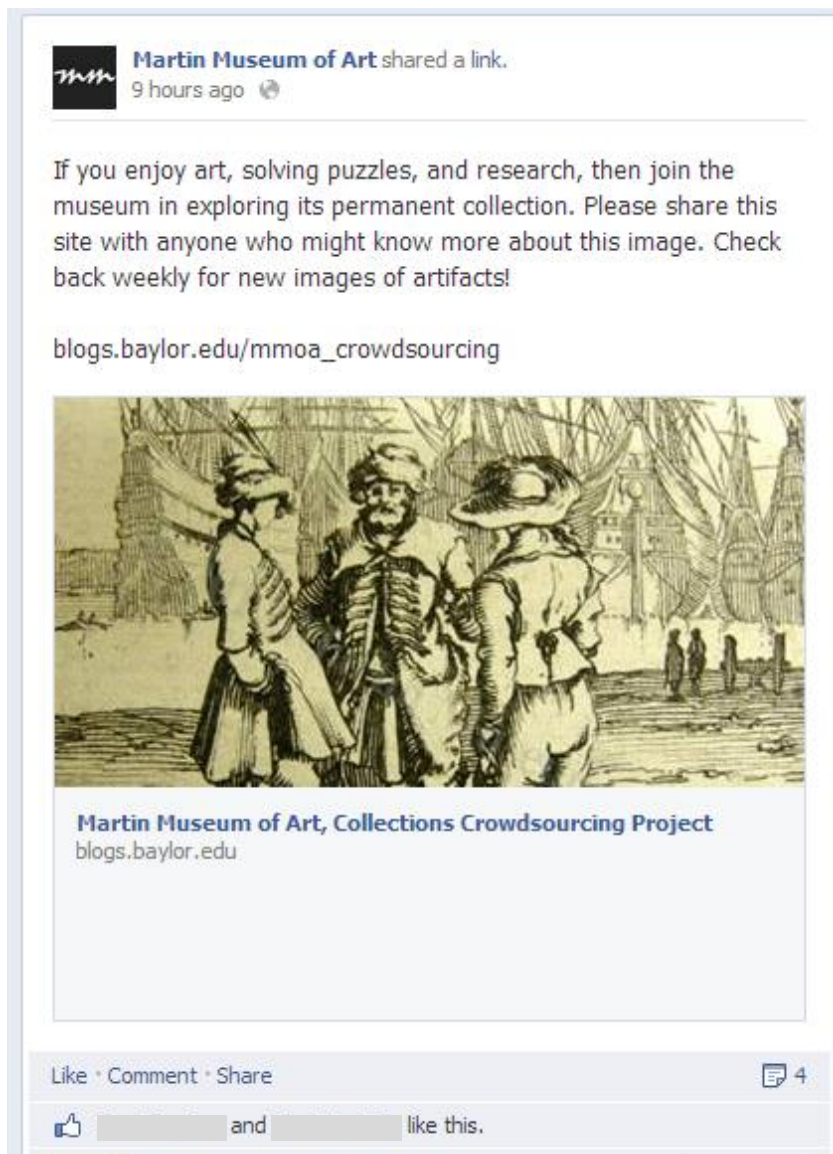 mm
Martin Museum of Art shared a link.
9 hours ago
If you enjoy art, solving puzzles, and research, then join the
museum in exploring its permanent collection. Please share this
site with anyone who might know more about this image. Check
back weekly for new images of artifacts!
blogs.baylor.edu/mmoa_crowdsourcing
Martin Museum of Art, Collections Crowdsourcing Project
blogs.baylor.edu
Like · Comment · Share 4
and like this.